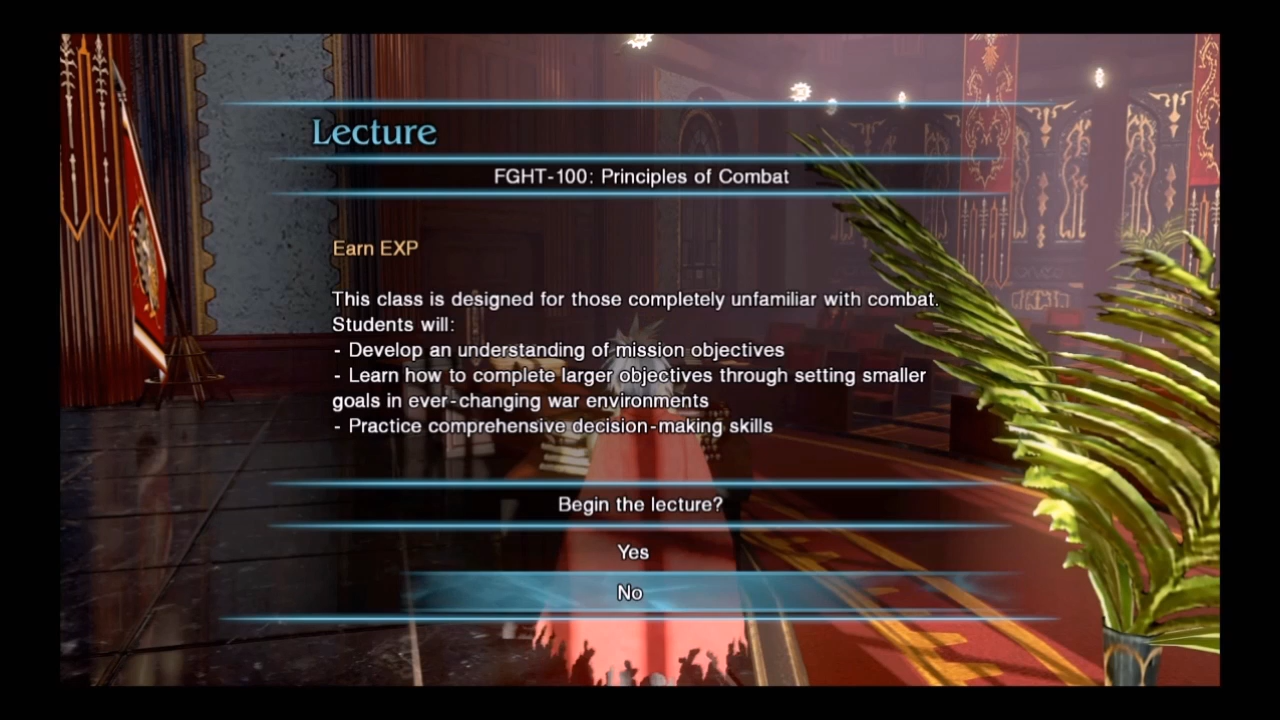 Lecture
FGHT-100: Principles of Combat
Earn EXP
This class is designed for those completely unfamiliar with combat.
Students will:
- Develop an understanding of mission objectives
- Learn how to complete larger objectives through setting smaller
goals in ever-changing war environments
- Practice comprehensive decision-making skills
Begin the lecture?
Yes
No